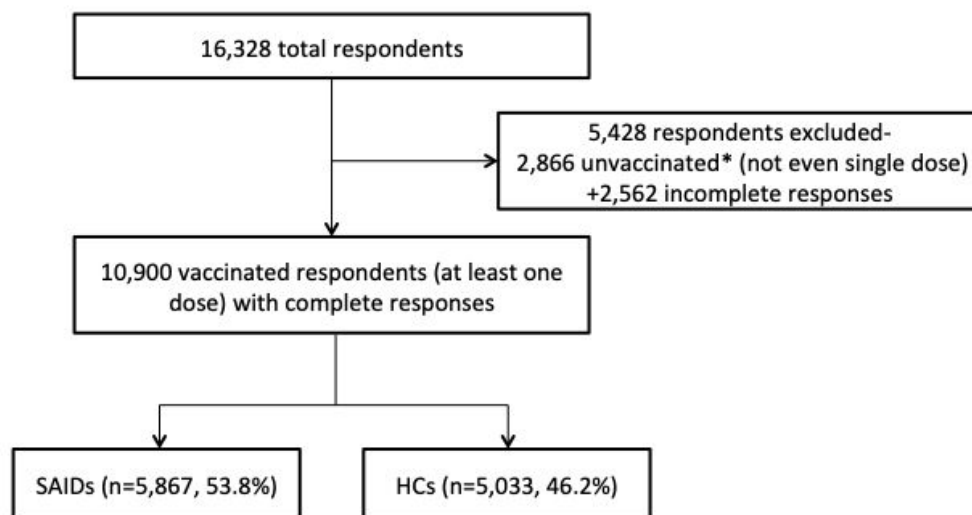 16,328 total respondents
5,428 respondents excluded-
2,866 unvaccinated* (not even single dose)
+2,562 incomplete responses
10,900 vaccinated respondents (at least one
dose) with complete responses
SAIDs (n=5,867, 53.8%)
HCs (n=5,033, 46.2%)